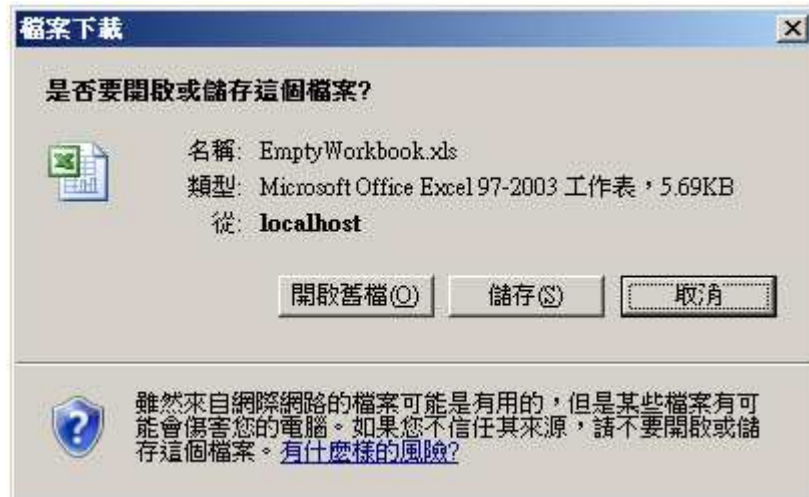 檔案下載
是否要開啟或儲存這個檔案?
名稱: EmptyWorkbook.xls
類型: Microsoft Office Excel 97-2003 工作表，5.69KB
從: localhost
開啟舊檔(O) 儲存(S) 取消
雖然來自網際網路的檔案可能是有用的，但是某些檔案有可
能會傷害您的電腦。如果您不信任其來源，請不要開啟或儲
存這個檔案。有什麼樣的風險?